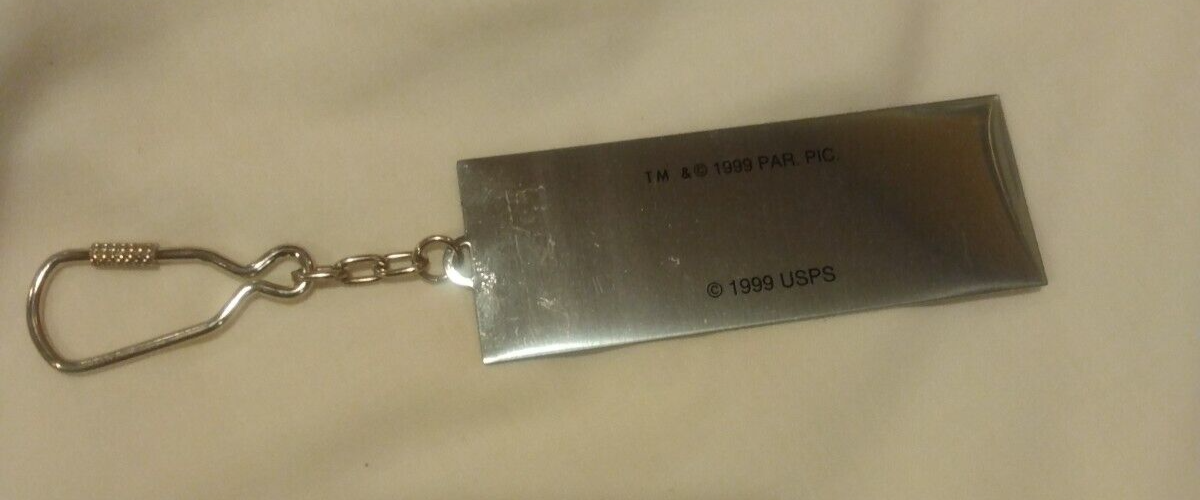 TM & © 1999 PAR. PIC.
© 1999 USPS